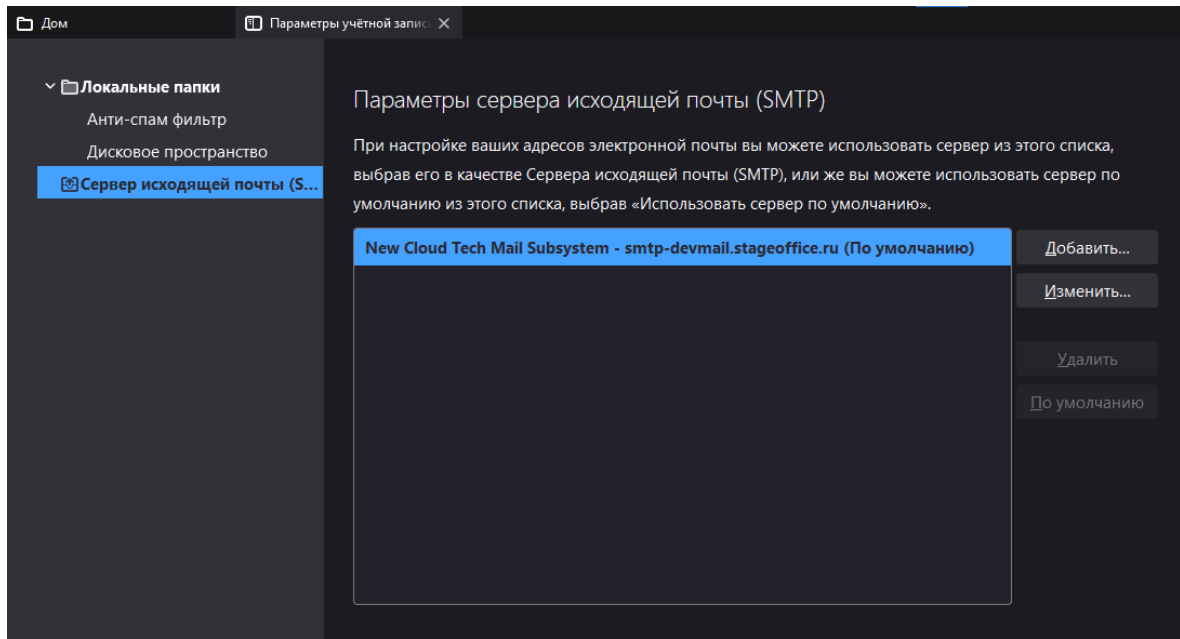 Дом
Параметры учётной запис
Локальные папки
Анти-спам фильтр
Дисковое пространство
Сервер исходящей почты (S...
Параметры сервера исходящей почты (SMTP)
При настройке ваших адресов электронной почты вы можете использовать сервер из этого списка,
выбрав его в качестве Сервера исходящей почты (SMTP), или же вы можете использовать сервер по
умолчанию из этого списка, выбрав «Использовать сервер по умолчанию».
New Cloud Tech Mail Subsystem - smtp-devmail.stageoffice.ru (По умолчанию)
Добавить...
Изменить...
Удалить
По умолчанию